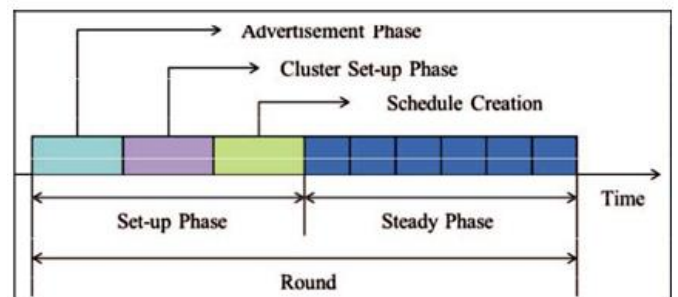 Advertisement Phase
Cluster Set-up Phase
Schedule Creation
Time
Set-up Phase
Steady Phase
Round